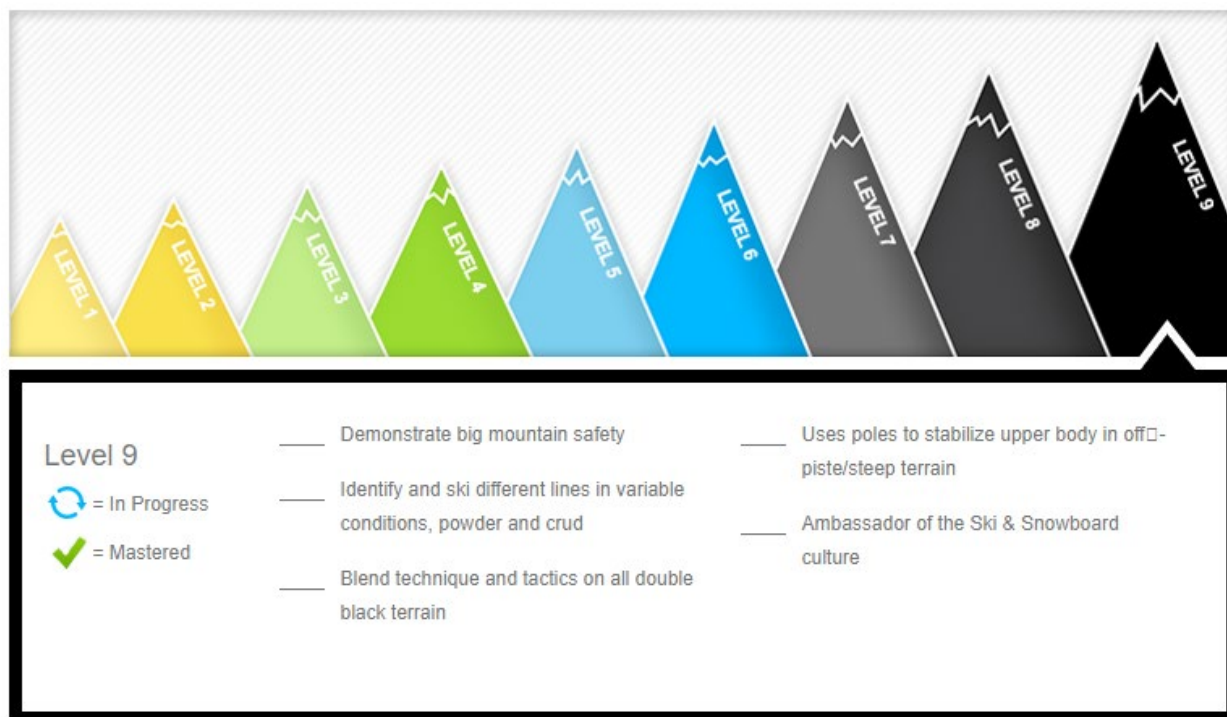 LEVEL 1
LEVEL 2
LEVEL 3
LEVEL 4
LEVEL 5
LEVEL 6
LEVEL 7
LEVEL 8
LEVEL 9
Level 9
= In Progress
= Mastered
Demonstrate big mountain safety
Identify and ski different lines in variable
conditions, powder and crud
Blend technique and tactics on all double
black terrain
Uses poles to stabilize upper body in off□-
piste/steep terrain
Ambassador of the Ski & Snowboard
culture